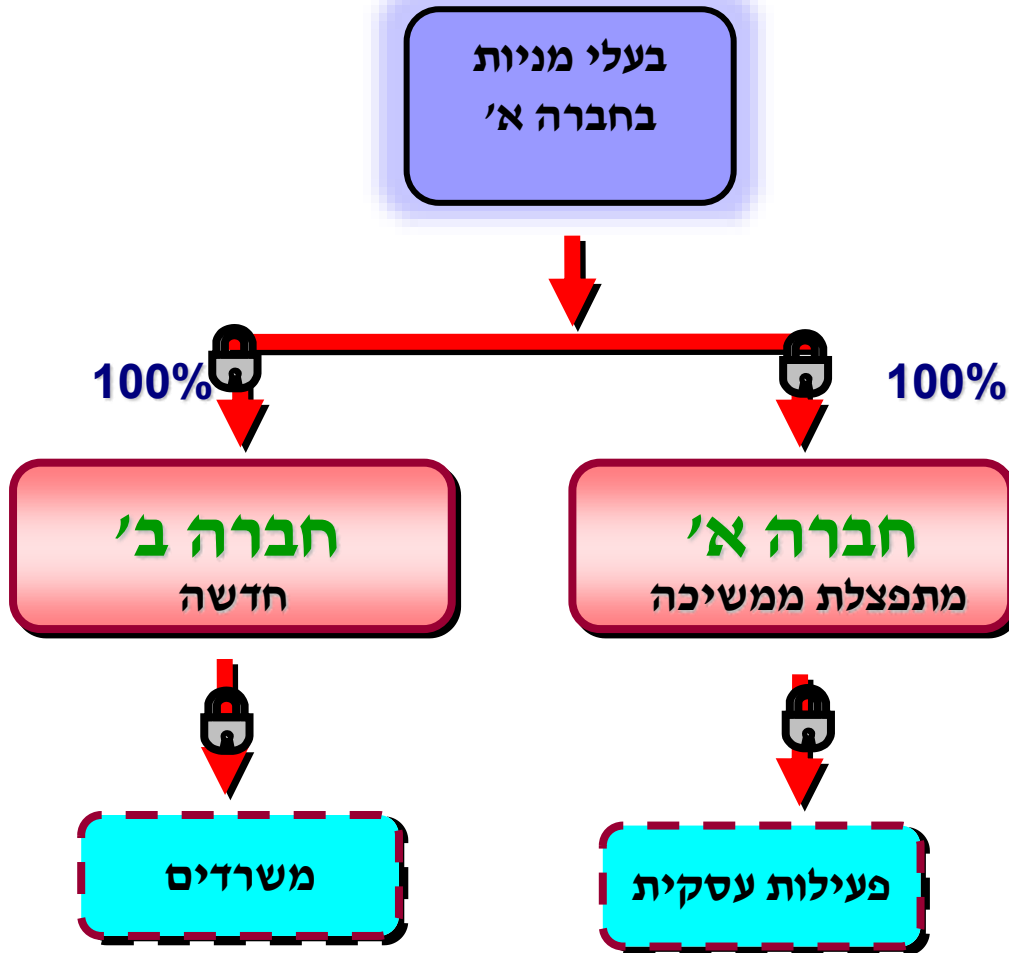 בעלי מניות
בחברה א׳
100%
100%
חברה א׳
מתפצלת ממשיכה
חברה ב׳
חדשה
פעילות עסקית
משרדים